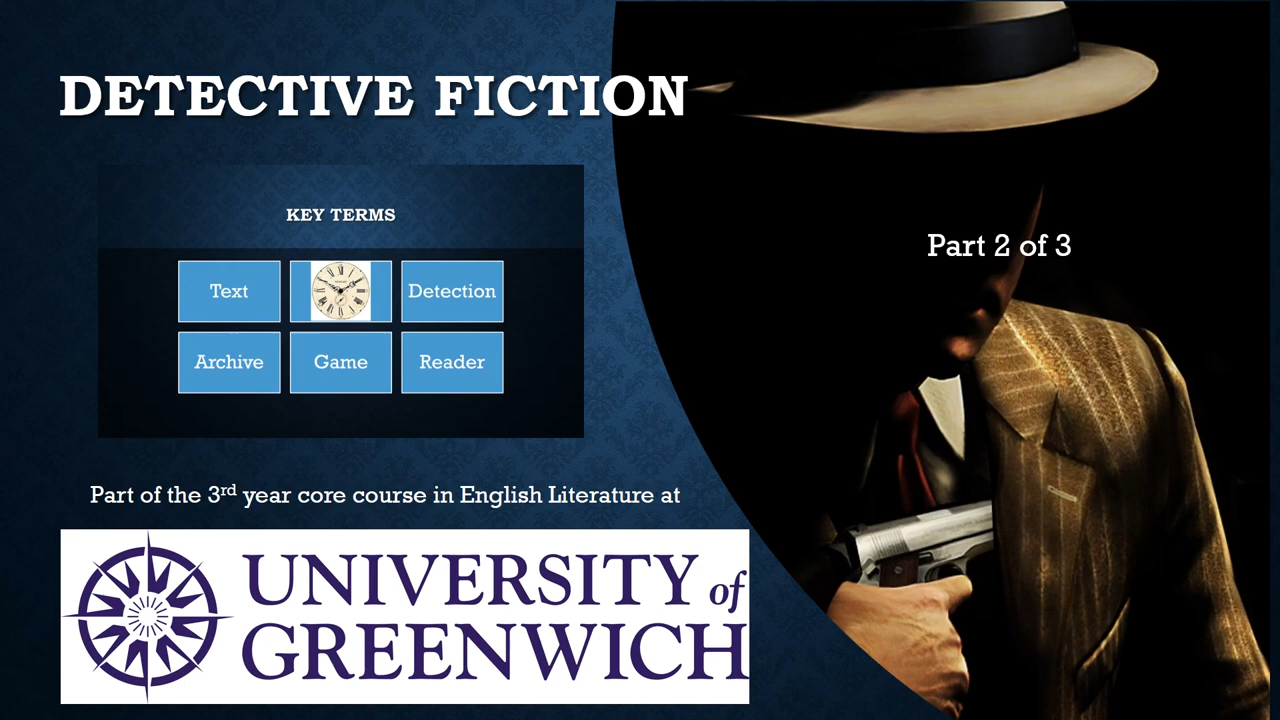 DETECTIVE FICTION
KEY TERMS
Text
Detection
Archive
Game
Reader
Part 2 of 3
Part of the 3rd year core course in English Literature at
UNIVERSITY of
GREENWICH